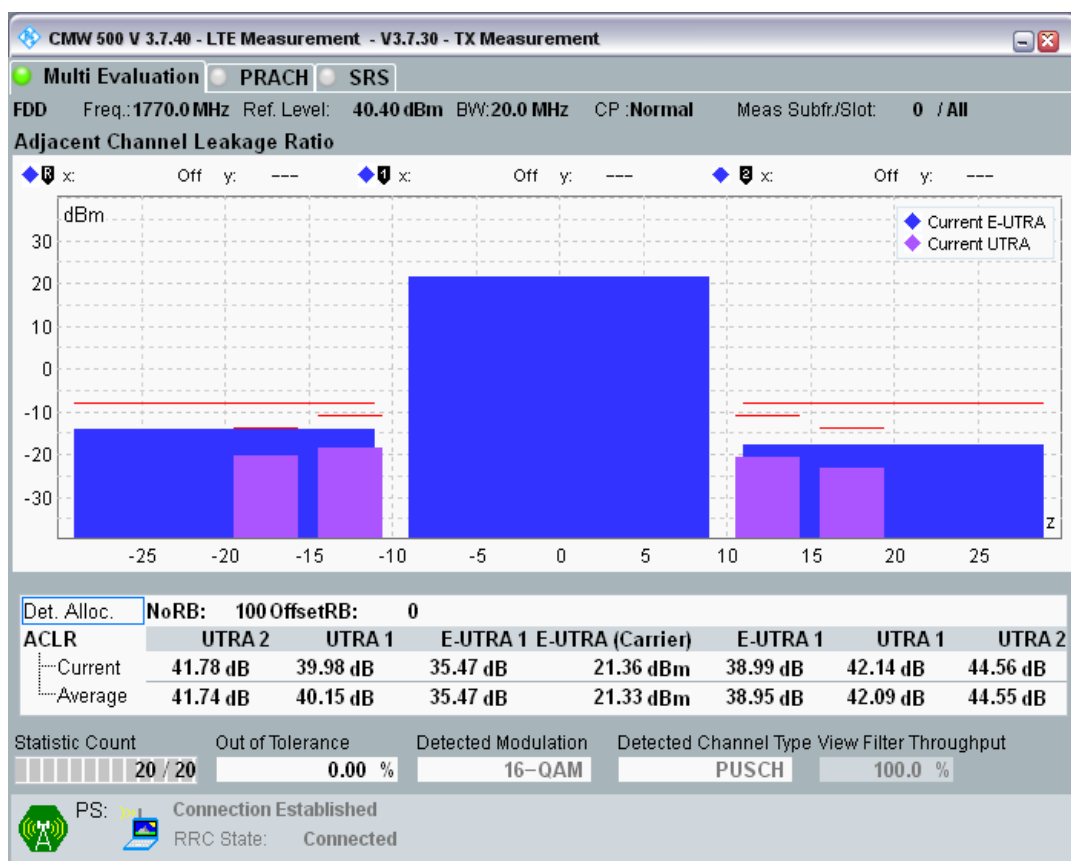 CMW 500 V 3.7.40 - LTE Measurement - V3.7.30 - TX Measurement
Multi Evaluation PRACH SRS
FDD Freq.: 1770.0 MHz Ref. Level: 40.40 dBm BW: 20.0 MHz CP : Normal Meas Subfr./Slot: 0 / All
Adjacent Channel Leakage Ratio
R x: Off y: --- 1 x: Off y: --- 2 x: Off y: ---
dBm
Current E-UTRA
Current UTRA
30
20
10
0
-10
-20
-30
z
-25 -20 -15 -10 -5 0 5 10 15 20 25
Det. Alloc. NoRB: 100 OffsetRB: 0
ACLR UTRA 2 UTRA 1 E-UTRA 1 E-UTRA (Carrier) E-UTRA 1 UTRA 1 UTRA 2
Current 41.78 dB 39.98 dB 35.47 dB 21.36 dBm 38.99 dB 42.14 dB 44.56 dB
Average 41.74 dB 40.15 dB 35.47 dB 21.33 dBm 38.95 dB 42.09 dB 44.55 dB
Statistic Count Out of Tolerance Detected Modulation Detected Channel Type View Filter Throughput
20 / 20 0.00 % 16-QAM PUSCH 100.0 %
PS: Connection Established
RRC State: Connected